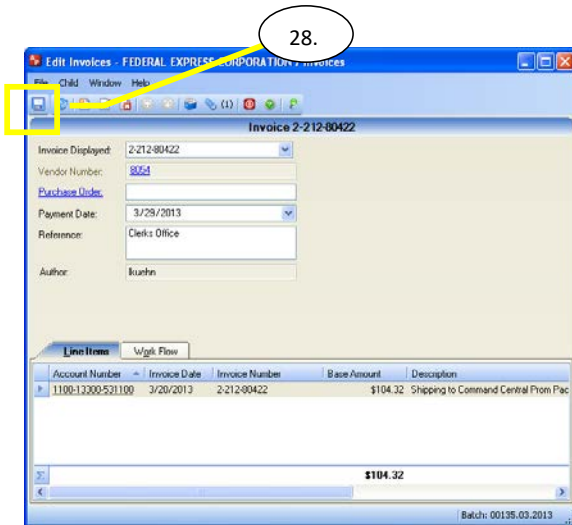 28.
Edit Invoices - FEDERAL EXPRESS CORPORATION / Invoices
File Child Window Help
(1)
Invoice 2-212-80422
Invoice Displayed: 2-212-80422
Vendor Number: 8054
Purchase Order:
Payment Date: 3/29/2013
Reference: Clerks Office
Author: lkuehn
Line Items Work Flow
Account Number Invoice Date Invoice Number Base Amount Description
1100-13300-531100 3/20/2013 2-212-80422 $104.32 Shipping to Command Central Prom Pac
Σ $104.32
Batch: 00135.03.2013